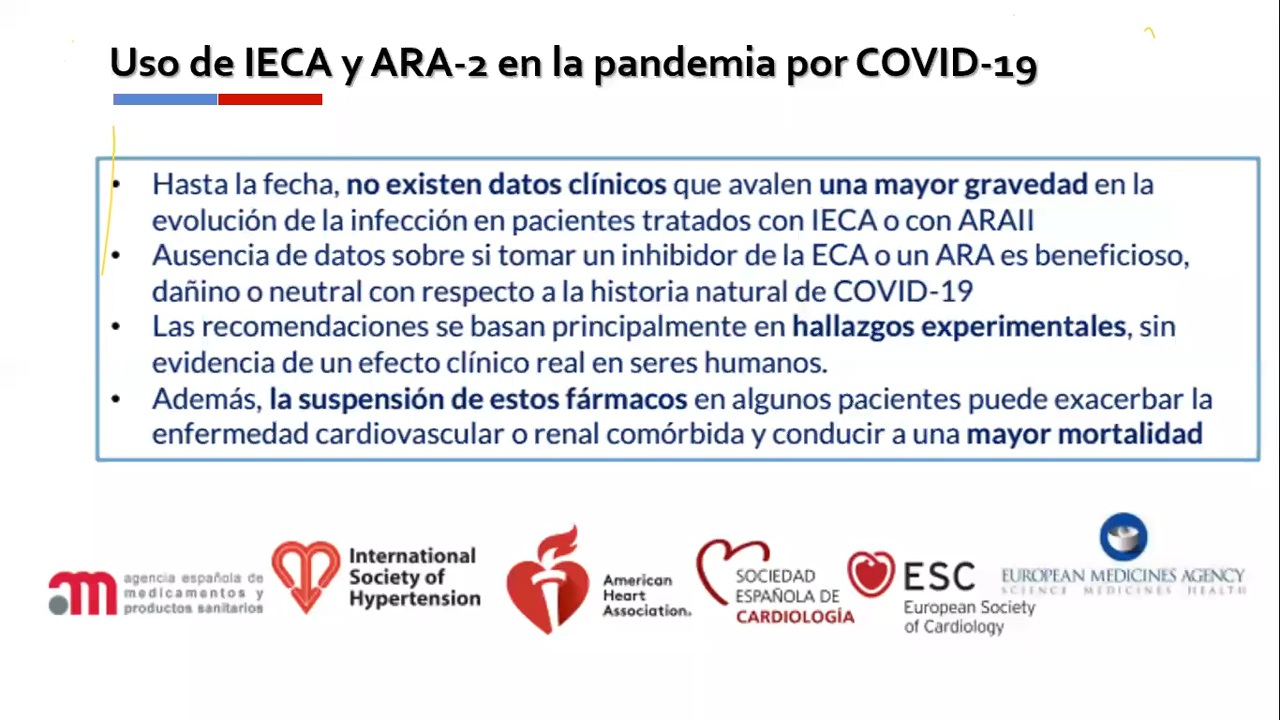 Uso de IECA y ARA-2 en la pandemia por COVID-19
• Hasta la fecha, no existen datos clínicos que avalen una mayor gravedad en la
evolución de la infección en pacientes tratados con IECA o con ARAII
• Ausencia de datos sobre si tomar un inhibidor de la ECA o un ARA es beneficioso,
dañino o neutral con respecto a la historia natural de COVID-19
• Las recomendaciones se basan principalmente en hallazgos experimentales, sin
evidencia de un efecto clínico real en seres humanos.
• Además, la suspensión de estos fármacos en algunos pacientes puede exacerbar la
enfermedad cardiovascular o renal comórbida y conducir a una mayor mortalidad
am
agencia española de
medicamentos y
productos sanitarios
International
Society of
Hypertension
American
Heart
Association®
SOCIEDAD
ESPAÑOLA DE
CARDIOLOGÍA
ESC
European Society
of Cardiology
EUROPEAN MEDICINES AGENCY
SCIENCE MEDICINES HEALTH